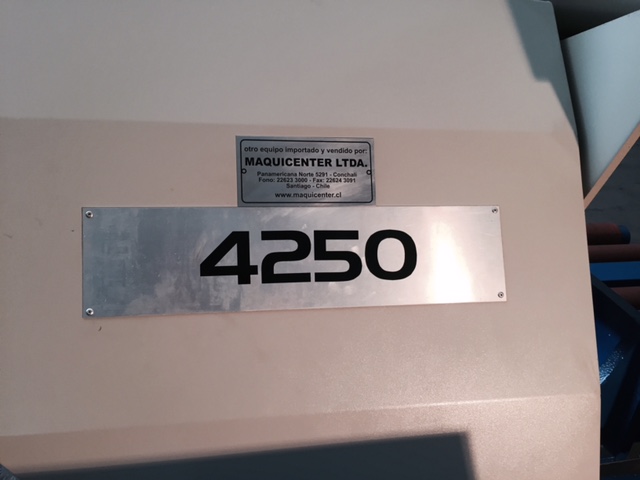 otro equipo importado y vendido por:
MAQUICENTER LTDA.
Panamericana Norte 5291 - Conchalí
Fono: 22623 3000 - Fax: 22624 3091
Santiago - Chile
www.maquicenter.cl
4250